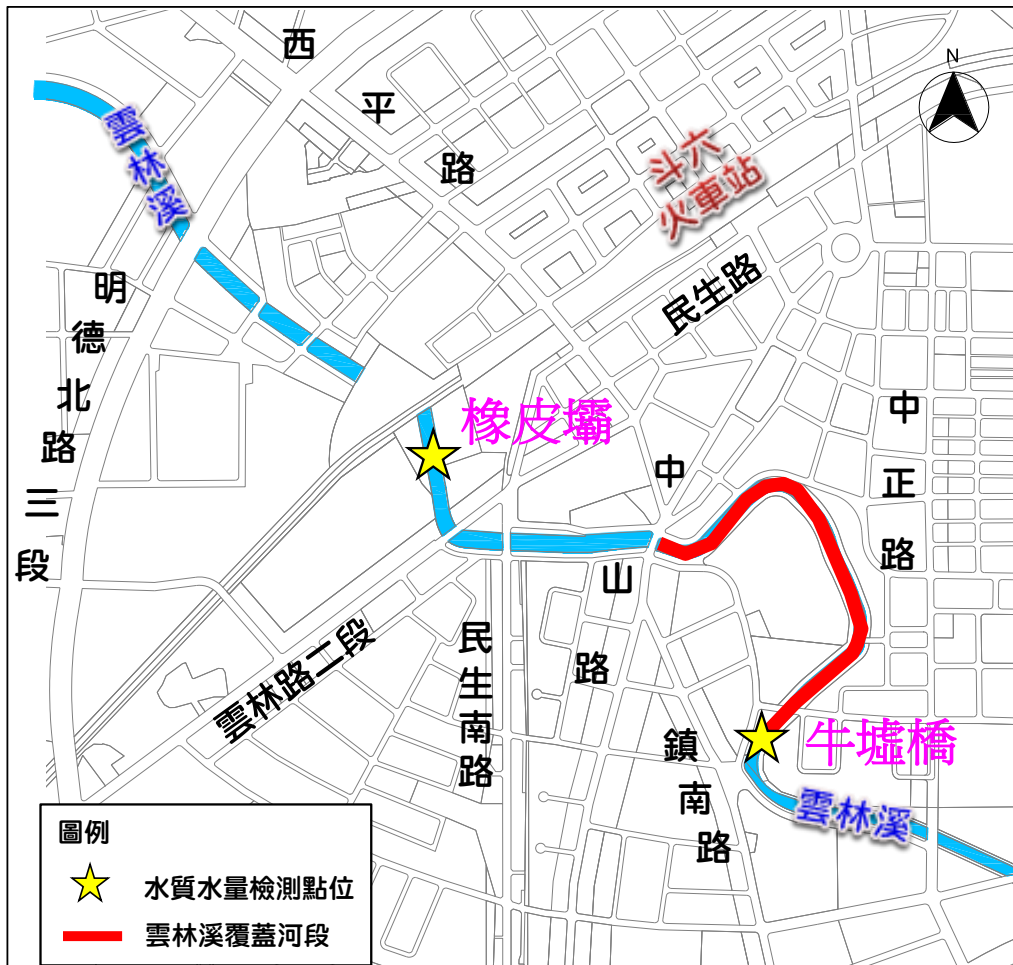 N
西平路
斗六
火車站
雲林溪
民生路
明德北路三段
中正路
橡皮壩
中山路
雲林路二段
民生南路
鎮南路
牛墟橋
雲林溪
圖例
水質水量檢測點位
雲林溪覆蓋河段